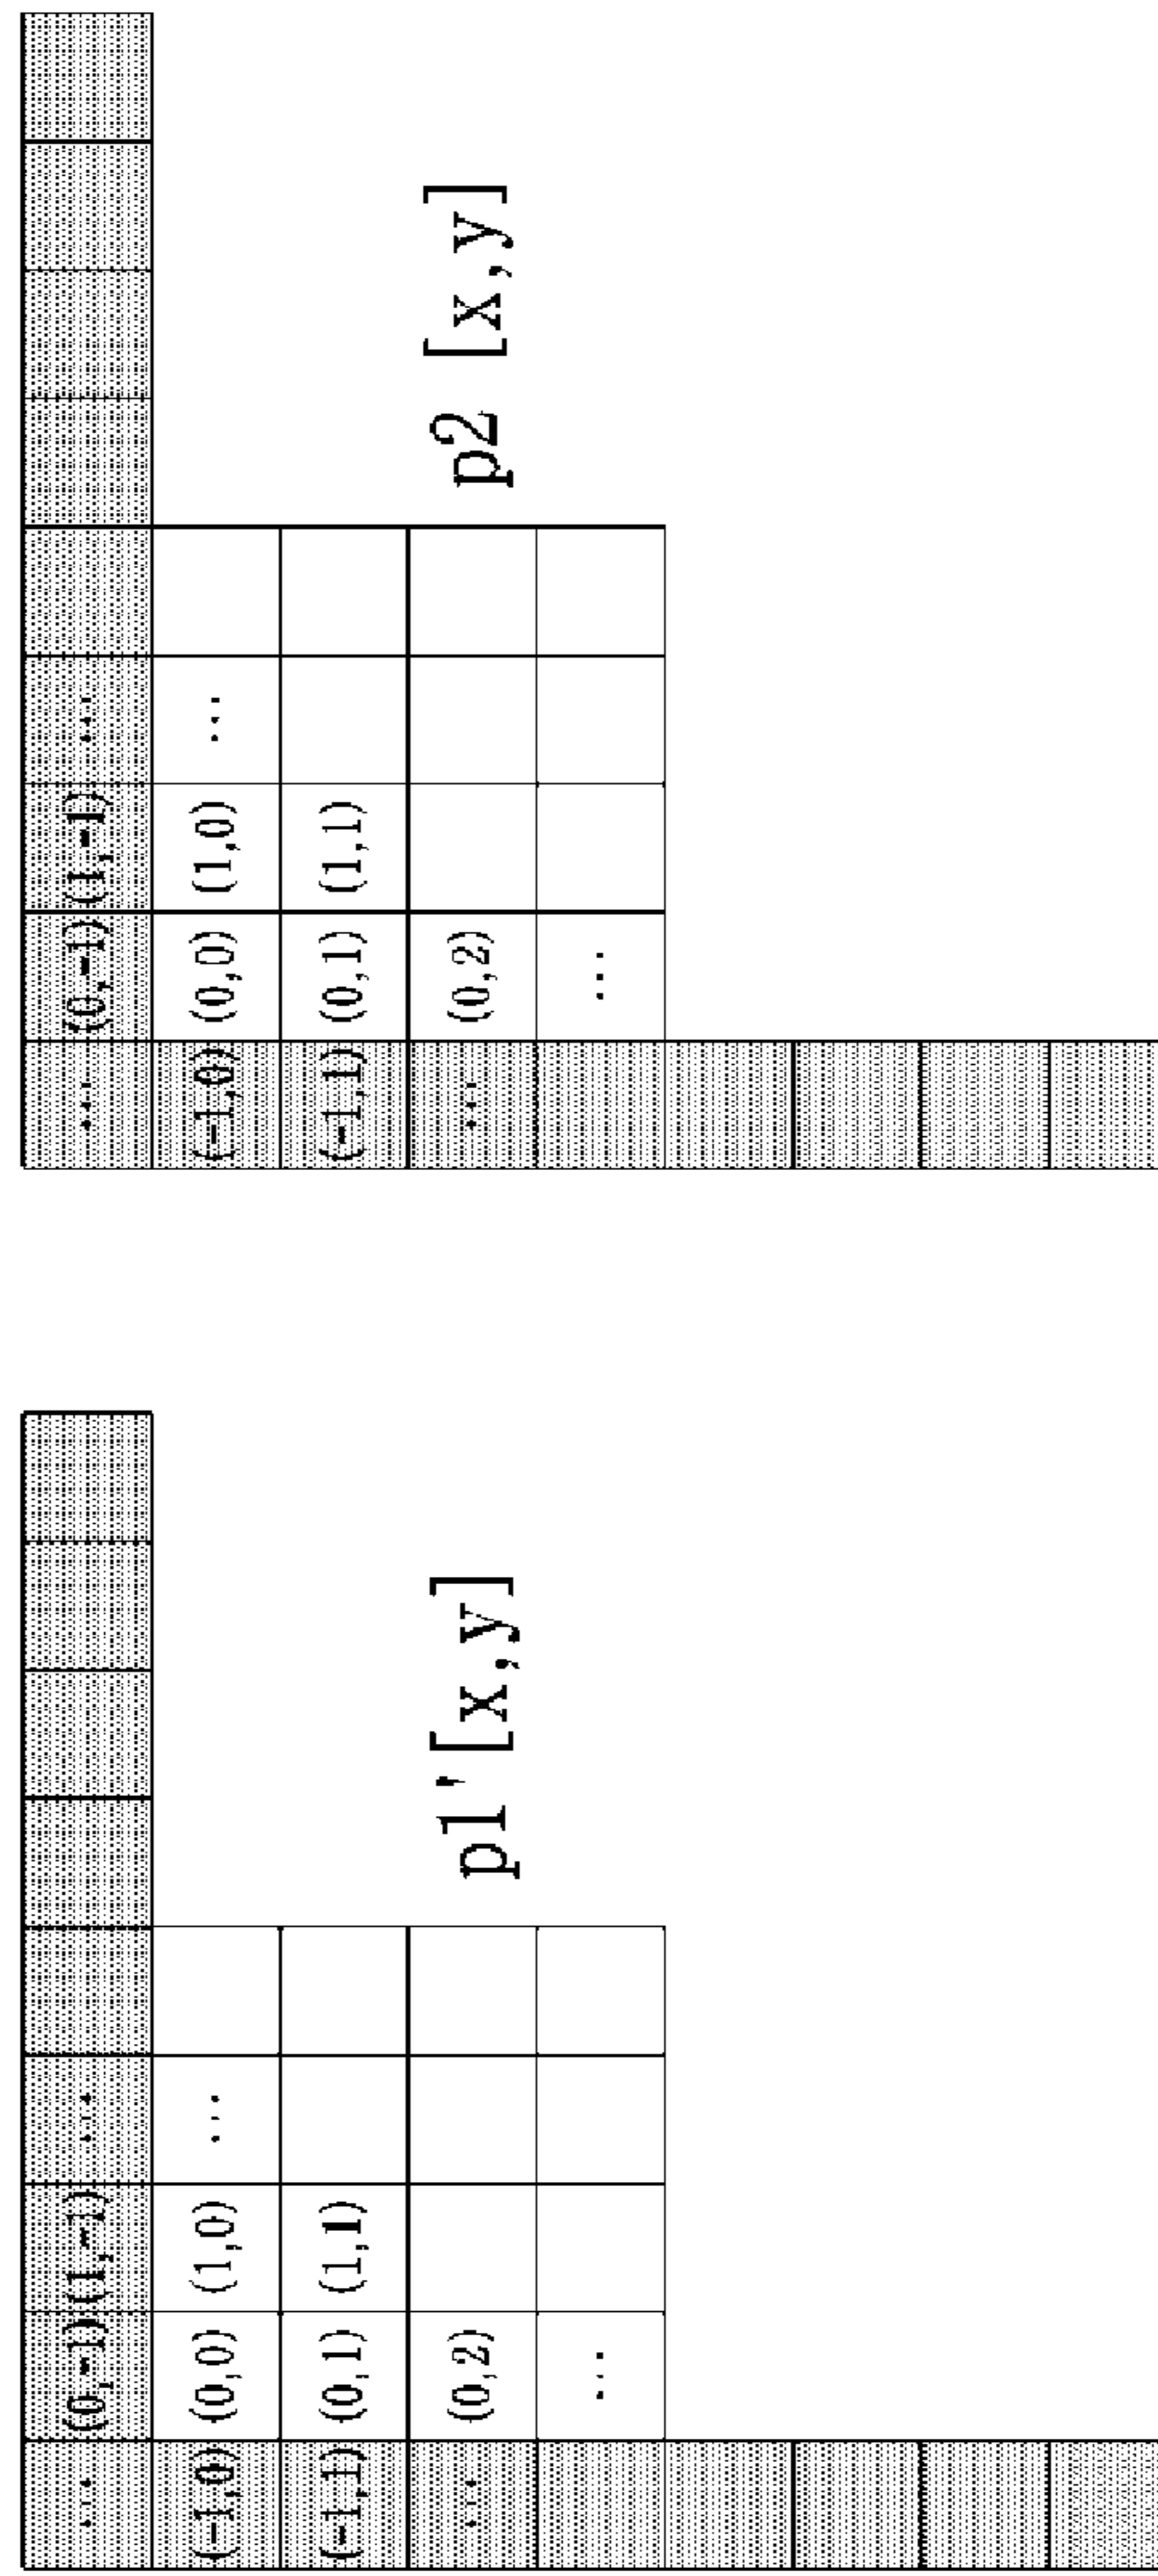 ... (0,-1) (1,-1) ...
(-1,0) (0,0) (1,0) ...
(-1,1) (0,1) (1,1)
... (0,2) p1'[x,y]
...
... (0,-1) (1,-1) ...
(-1,0) (0,0) (1,0) ...
(-1,1) (0,1) (1,1)
... (0,2) p2 [x,y]
...